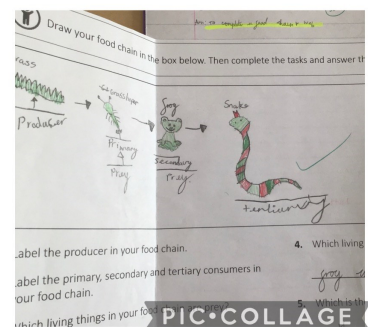 Draw your food chain in the box below. Then complete the tasks and answer th
rass
grasshopper
frog
Snake
Producer
Primary
Prey
Secondary
Prey
tertiary
Label the producer in your food chain.
Label the primary, secondary and tertiary consumers in
your food chain.
Which living things in your food chain are prey?
4. Which living
frog
5. Which is th
PIC•COLLAGE